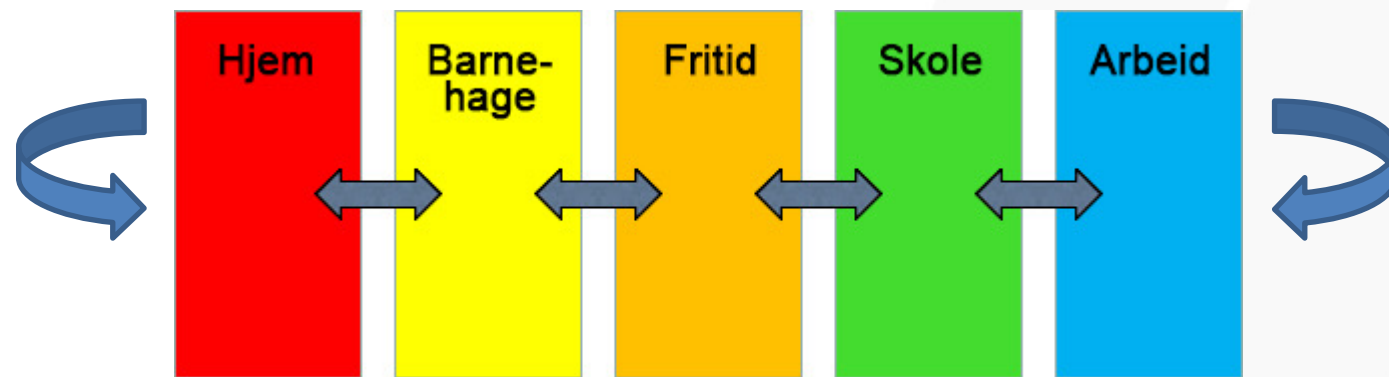 Hjem
Barne-
hage
Fritid
Skole
Arbeid